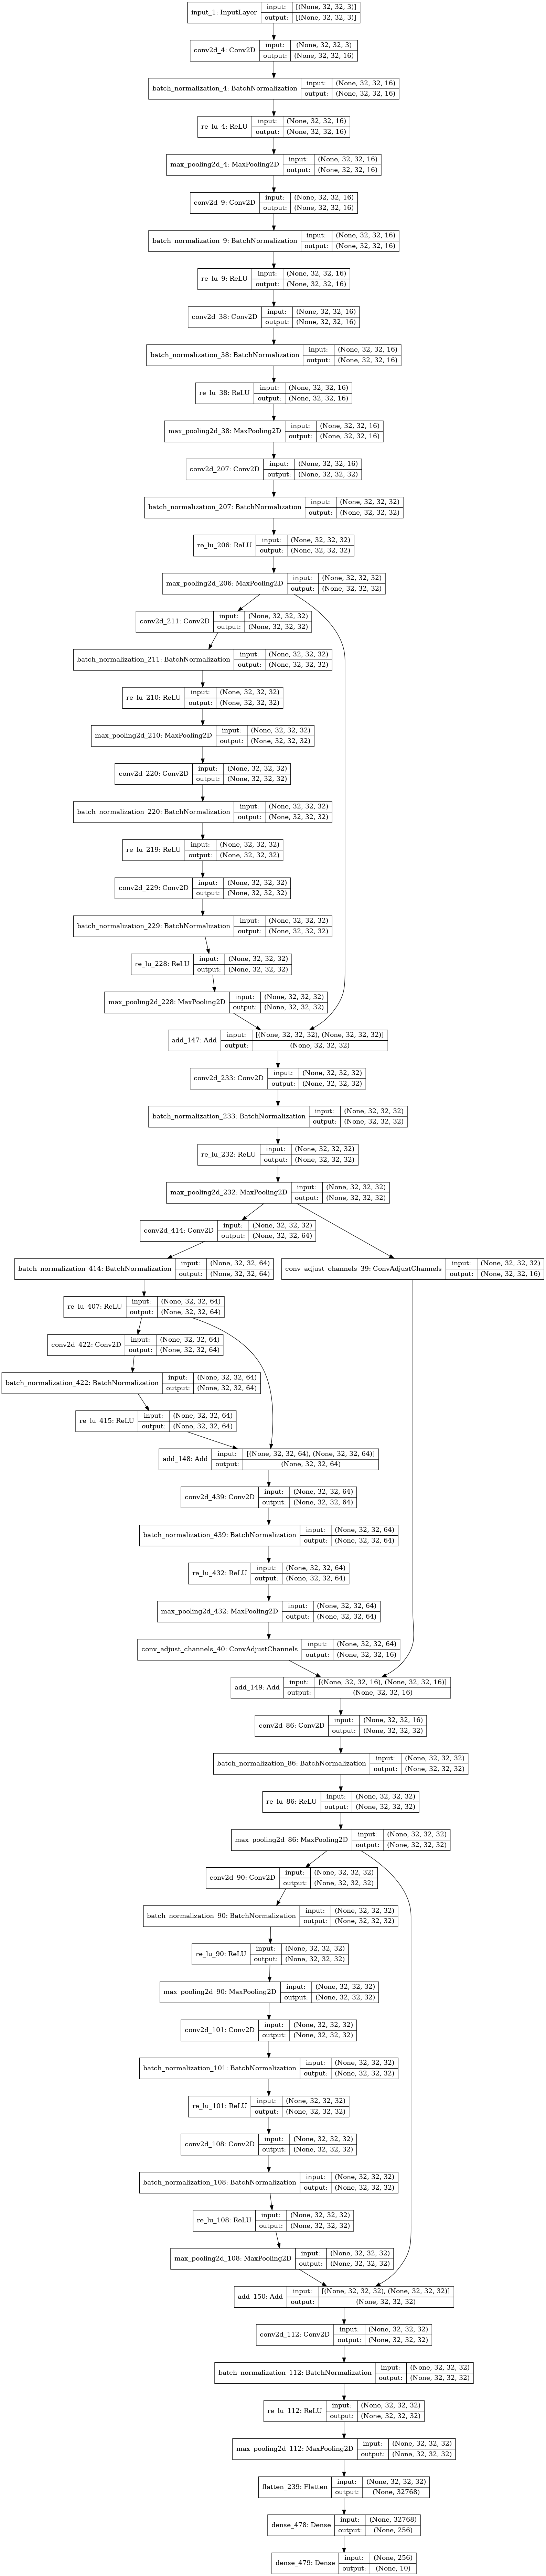 input_1: InputLayer
input: [(None, 32, 32, 3)]
output: [(None, 32, 32, 3)]
conv2d_4: Conv2D
input: (None, 32, 32, 3)
output: (None, 32, 32, 16)
batch_normalization_4: BatchNormalization
input: (None, 32, 32, 16)
output: (None, 32, 32, 16)
re_lu_4: ReLU
input: (None, 32, 32, 16)
output: (None, 32, 32, 16)
max_pooling2d_4: MaxPooling2D
input: (None, 32, 32, 16)
output: (None, 32, 32, 16)
conv2d_9: Conv2D
input: (None, 32, 32, 16)
output: (None, 32, 32, 16)
batch_normalization_9: BatchNormalization
input: (None, 32, 32, 16)
output: (None, 32, 32, 16)
re_lu_9: ReLU
input: (None, 32, 32, 16)
output: (None, 32, 32, 16)
conv2d_38: Conv2D
input: (None, 32, 32, 16)
output: (None, 32, 32, 16)
batch_normalization_38: BatchNormalization
input: (None, 32, 32, 16)
output: (None, 32, 32, 16)
re_lu_38: ReLU
input: (None, 32, 32, 16)
output: (None, 32, 32, 16)
max_pooling2d_38: MaxPooling2D
input: (None, 32, 32, 16)
output: (None, 32, 32, 16)
conv2d_207: Conv2D
input: (None, 32, 32, 16)
output: (None, 32, 32, 32)
batch_normalization_207: BatchNormalization
input: (None, 32, 32, 32)
output: (None, 32, 32, 32)
re_lu_206: ReLU
input: (None, 32, 32, 32)
output: (None, 32, 32, 32)
max_pooling2d_206: MaxPooling2D
input: (None, 32, 32, 32)
output: (None, 32, 32, 32)
conv2d_211: Conv2D
input: (None, 32, 32, 32)
output: (None, 32, 32, 32)
batch_normalization_211: BatchNormalization
input: (None, 32, 32, 32)
output: (None, 32, 32, 32)
re_lu_210: ReLU
input: (None, 32, 32, 32)
output: (None, 32, 32, 32)
max_pooling2d_210: MaxPooling2D
input: (None, 32, 32, 32)
output: (None, 32, 32, 32)
conv2d_220: Conv2D
input: (None, 32, 32, 32)
output: (None, 32, 32, 32)
batch_normalization_220: BatchNormalization
input: (None, 32, 32, 32)
output: (None, 32, 32, 32)
re_lu_219: ReLU
input: (None, 32, 32, 32)
output: (None, 32, 32, 32)
conv2d_229: Conv2D
input: (None, 32, 32, 32)
output: (None, 32, 32, 32)
batch_normalization_229: BatchNormalization
input: (None, 32, 32, 32)
output: (None, 32, 32, 32)
re_lu_228: ReLU
input: (None, 32, 32, 32)
output: (None, 32, 32, 32)
max_pooling2d_228: MaxPooling2D
input: (None, 32, 32, 32)
output: (None, 32, 32, 32)
add_147: Add
input: [(None, 32, 32, 32), (None, 32, 32, 32)]
output: (None, 32, 32, 32)
conv2d_233: Conv2D
input: (None, 32, 32, 32)
output: (None, 32, 32, 32)
batch_normalization_233: BatchNormalization
input: (None, 32, 32, 32)
output: (None, 32, 32, 32)
re_lu_232: ReLU
input: (None, 32, 32, 32)
output: (None, 32, 32, 32)
max_pooling2d_232: MaxPooling2D
input: (None, 32, 32, 32)
output: (None, 32, 32, 32)
conv2d_414: Conv2D
input: (None, 32, 32, 32)
output: (None, 32, 32, 64)
batch_normalization_414: BatchNormalization
input: (None, 32, 32, 64)
output: (None, 32, 32, 64)
conv_adjust_channels_39: ConvAdjustChannels
input: (None, 32, 32, 32)
output: (None, 32, 32, 16)
re_lu_407: ReLU
input: (None, 32, 32, 64)
output: (None, 32, 32, 64)
conv2d_422: Conv2D
input: (None, 32, 32, 64)
output: (None, 32, 32, 64)
batch_normalization_422: BatchNormalization
input: (None, 32, 32, 64)
output: (None, 32, 32, 64)
re_lu_415: ReLU
input: (None, 32, 32, 64)
output: (None, 32, 32, 64)
add_148: Add
input: [(None, 32, 32, 64), (None, 32, 32, 64)]
output: (None, 32, 32, 64)
conv2d_439: Conv2D
input: (None, 32, 32, 64)
output: (None, 32, 32, 64)
batch_normalization_439: BatchNormalization
input: (None, 32, 32, 64)
output: (None, 32, 32, 64)
re_lu_432: ReLU
input: (None, 32, 32, 64)
output: (None, 32, 32, 64)
max_pooling2d_432: MaxPooling2D
input: (None, 32, 32, 64)
output: (None, 32, 32, 64)
conv_adjust_channels_40: ConvAdjustChannels
input: (None, 32, 32, 64)
output: (None, 32, 32, 16)
add_149: Add
input: [(None, 32, 32, 16), (None, 32, 32, 16)]
output: (None, 32, 32, 16)
conv2d_86: Conv2D
input: (None, 32, 32, 16)
output: (None, 32, 32, 32)
batch_normalization_86: BatchNormalization
input: (None, 32, 32, 32)
output: (None, 32, 32, 32)
re_lu_86: ReLU
input: (None, 32, 32, 32)
output: (None, 32, 32, 32)
max_pooling2d_86: MaxPooling2D
input: (None, 32, 32, 32)
output: (None, 32, 32, 32)
conv2d_90: Conv2D
input: (None, 32, 32, 32)
output: (None, 32, 32, 32)
batch_normalization_90: BatchNormalization
input: (None, 32, 32, 32)
output: (None, 32, 32, 32)
re_lu_90: ReLU
input: (None, 32, 32, 32)
output: (None, 32, 32, 32)
max_pooling2d_90: MaxPooling2D
input: (None, 32, 32, 32)
output: (None, 32, 32, 32)
conv2d_101: Conv2D
input: (None, 32, 32, 32)
output: (None, 32, 32, 32)
batch_normalization_101: BatchNormalization
input: (None, 32, 32, 32)
output: (None, 32, 32, 32)
re_lu_101: ReLU
input: (None, 32, 32, 32)
output: (None, 32, 32, 32)
conv2d_108: Conv2D
input: (None, 32, 32, 32)
output: (None, 32, 32, 32)
batch_normalization_108: BatchNormalization
input: (None, 32, 32, 32)
output: (None, 32, 32, 32)
re_lu_108: ReLU
input: (None, 32, 32, 32)
output: (None, 32, 32, 32)
max_pooling2d_108: MaxPooling2D
input: (None, 32, 32, 32)
output: (None, 32, 32, 32)
add_150: Add
input: [(None, 32, 32, 32), (None, 32, 32, 32)]
output: (None, 32, 32, 32)
conv2d_112: Conv2D
input: (None, 32, 32, 32)
output: (None, 32, 32, 32)
batch_normalization_112: BatchNormalization
input: (None, 32, 32, 32)
output: (None, 32, 32, 32)
re_lu_112: ReLU
input: (None, 32, 32, 32)
output: (None, 32, 32, 32)
max_pooling2d_112: MaxPooling2D
input: (None, 32, 32, 32)
output: (None, 32, 32, 32)
flatten_239: Flatten
input: (None, 32, 32, 32)
output: (None, 32768)
dense_478: Dense
input: (None, 32768)
output: (None, 256)
dense_479: Dense
input: (None, 256)
output: (None, 10)